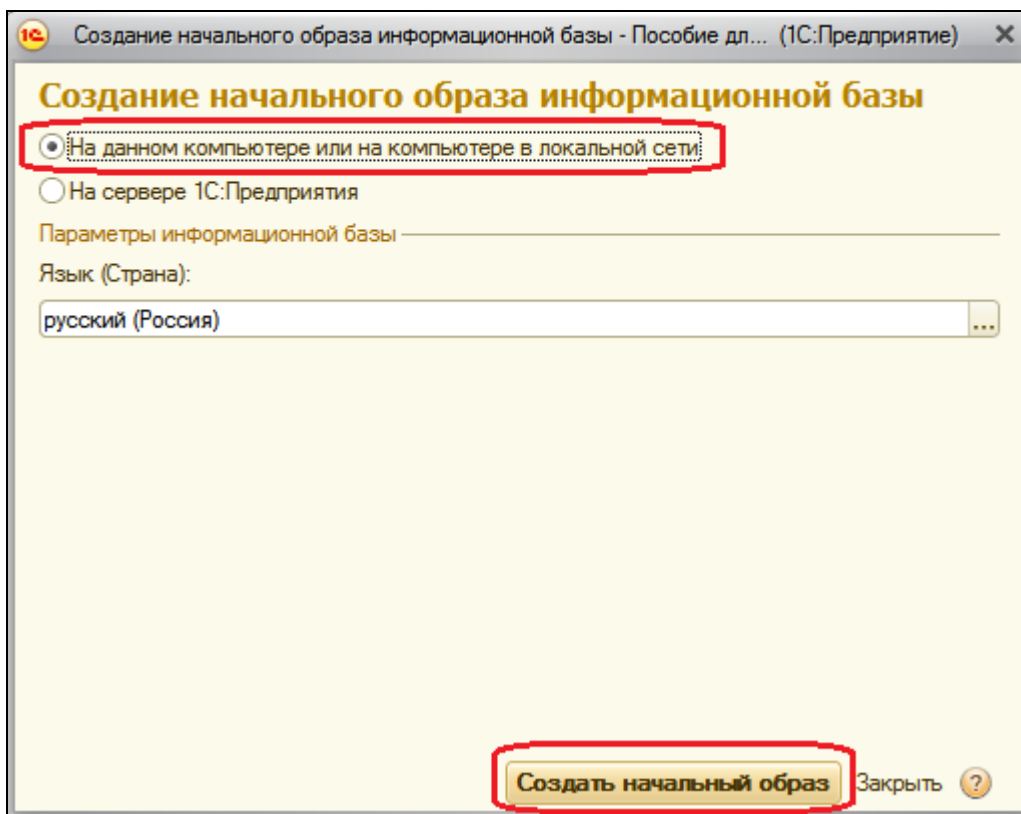 1С Создание начального образа информационной базы - Пособие дл... (1С:Предприятие)
Создание начального образа информационной базы
На данном компьютере или на компьютере в локальной сети
На сервере 1С:Предприятия
Параметры информационной базы
Язык (Страна):
русский (Россия)
...
Создать начальный образ Закрыть ?